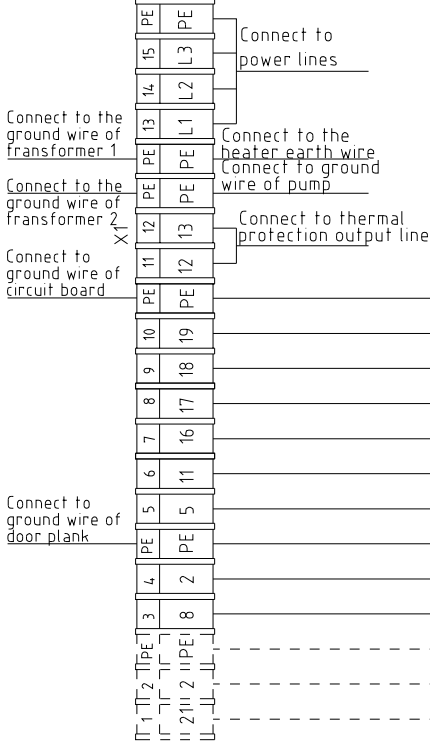 PE PE
15 L3
14 L2
13 L1
Connect to
power lines
Connect to the
ground wire of
transformer 1
PE PE
Connect to the
heater earth wire
Connect to ground
wire of pump
Connect to the
ground wire of
transformer 2
PE PE
X1
12 13
11 12
Connect to thermal
protection output line
Connect to
ground wire of
circuit board
PE PE
10 19
9 18
8 17
7 16
6 11
5 5
Connect to
ground wire of
door plank
PE PE
4 2
3 8
PE PE
2 2
1 21